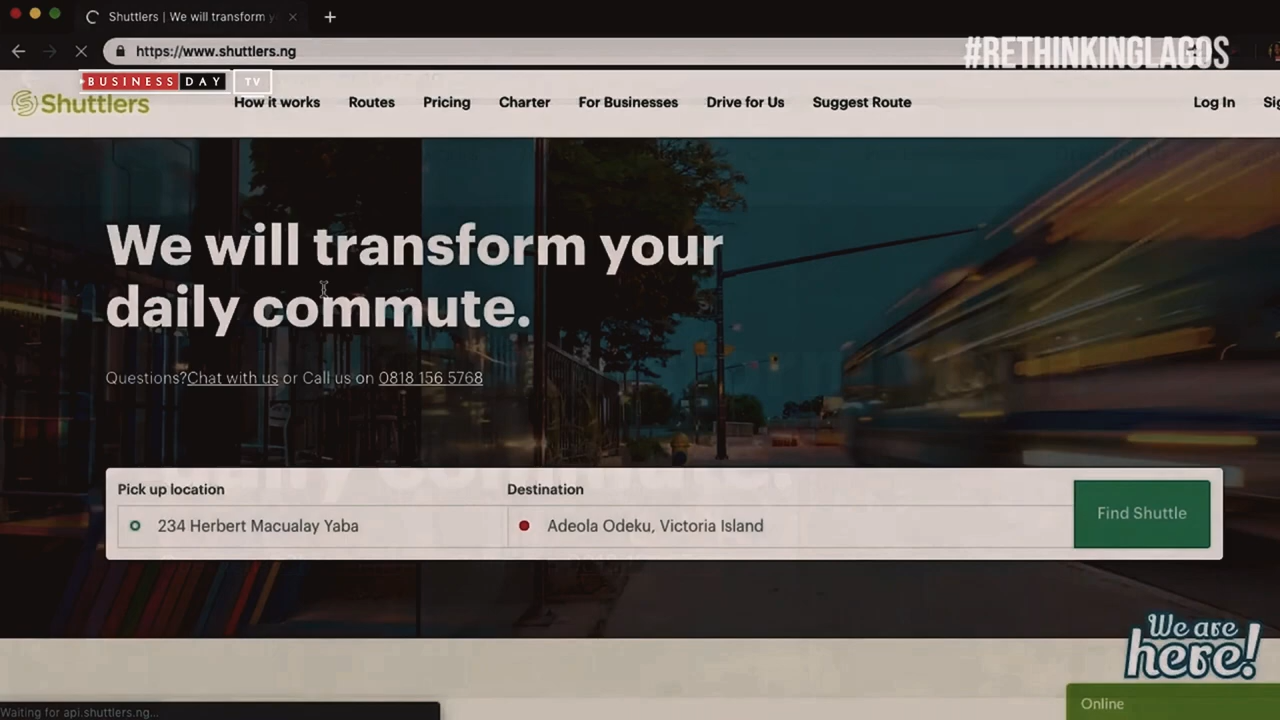 Shuttlers | We will transform y
https://www.shuttlers.ng
#RETHINKINGLAGOS
BUSINESS DAY TV
Shuttlers
How it works
Routes
Pricing
Charter
For Businesses
Drive for Us
Suggest Route
Log In
We will transform your
daily commute.
Questions?Chat with us or Call us on 0818 156 5768
Pick up location
Destination
234 Herbert Macualay Yaba
Adeola Odeku, Victoria Island
Find Shuttle
We are
here!
Online
Waiting for api.shuttlers.ng...